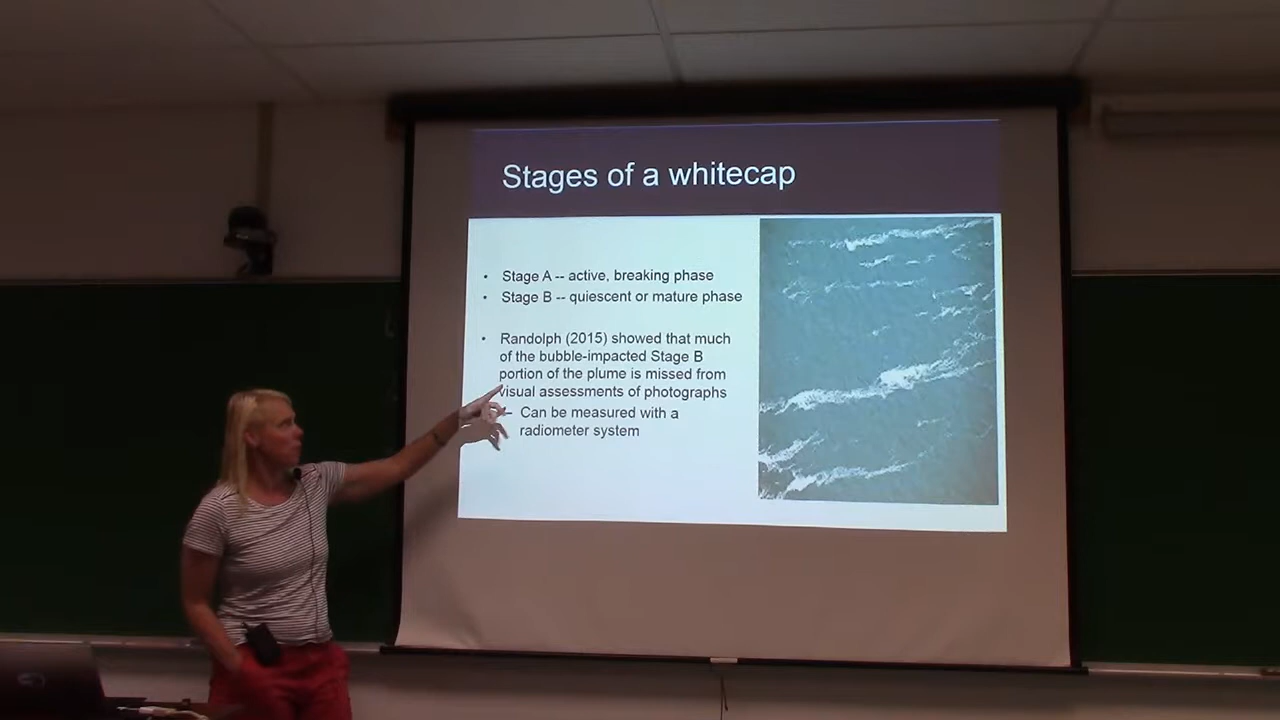 Stages of a whitecap
• Stage A -- active, breaking phase
• Stage B -- quiescent or mature phase
• Randolph (2015) showed that much
of the bubble-impacted Stage B
portion of the plume is missed from
visual assessments of photographs
– Can be measured with a
radiometer system